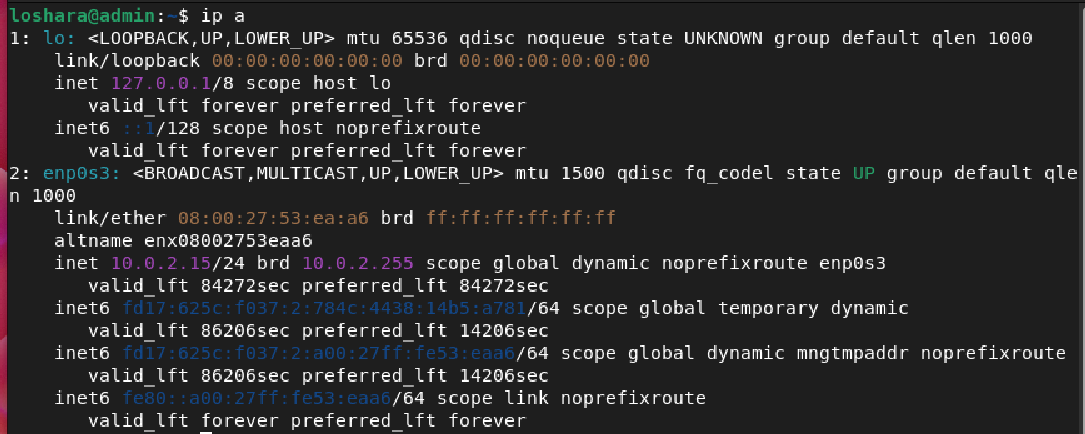 loshara@admin:~$ ip a
1: lo: <LOOPBACK,UP,LOWER_UP> mtu 65536 qdisc noqueue state UNKNOWN group default qlen 1000
    link/loopback 00:00:00:00:00:00 brd 00:00:00:00:00:00
    inet 127.0.0.1/8 scope host lo
       valid_lft forever preferred_lft forever
    inet6 ::1/128 scope host noprefixroute
       valid_lft forever preferred_lft forever
2: enp0s3: <BROADCAST,MULTICAST,UP,LOWER_UP> mtu 1500 qdisc fq_codel state UP group default qle
n 1000
    link/ether 08:00:27:53:ea:a6 brd ff:ff:ff:ff:ff:ff
    altname enx08002753eaa6
    inet 10.0.2.15/24 brd 10.0.2.255 scope global dynamic noprefixroute enp0s3
       valid_lft 84272sec preferred_lft 84272sec
    inet6 fd17:625c:f037:2:784c:4438:14b5:a781/64 scope global temporary dynamic
       valid_lft 86206sec preferred_lft 14206sec
    inet6 fd17:625c:f037:2:a00:27ff:fe53:eaa6/64 scope global dynamic mngtmpaddr noprefixroute
       valid_lft 86206sec preferred_lft 14206sec
    inet6 fe80::a00:27ff:fe53:eaa6/64 scope link noprefixroute
       valid_lft forever preferred_lft forever